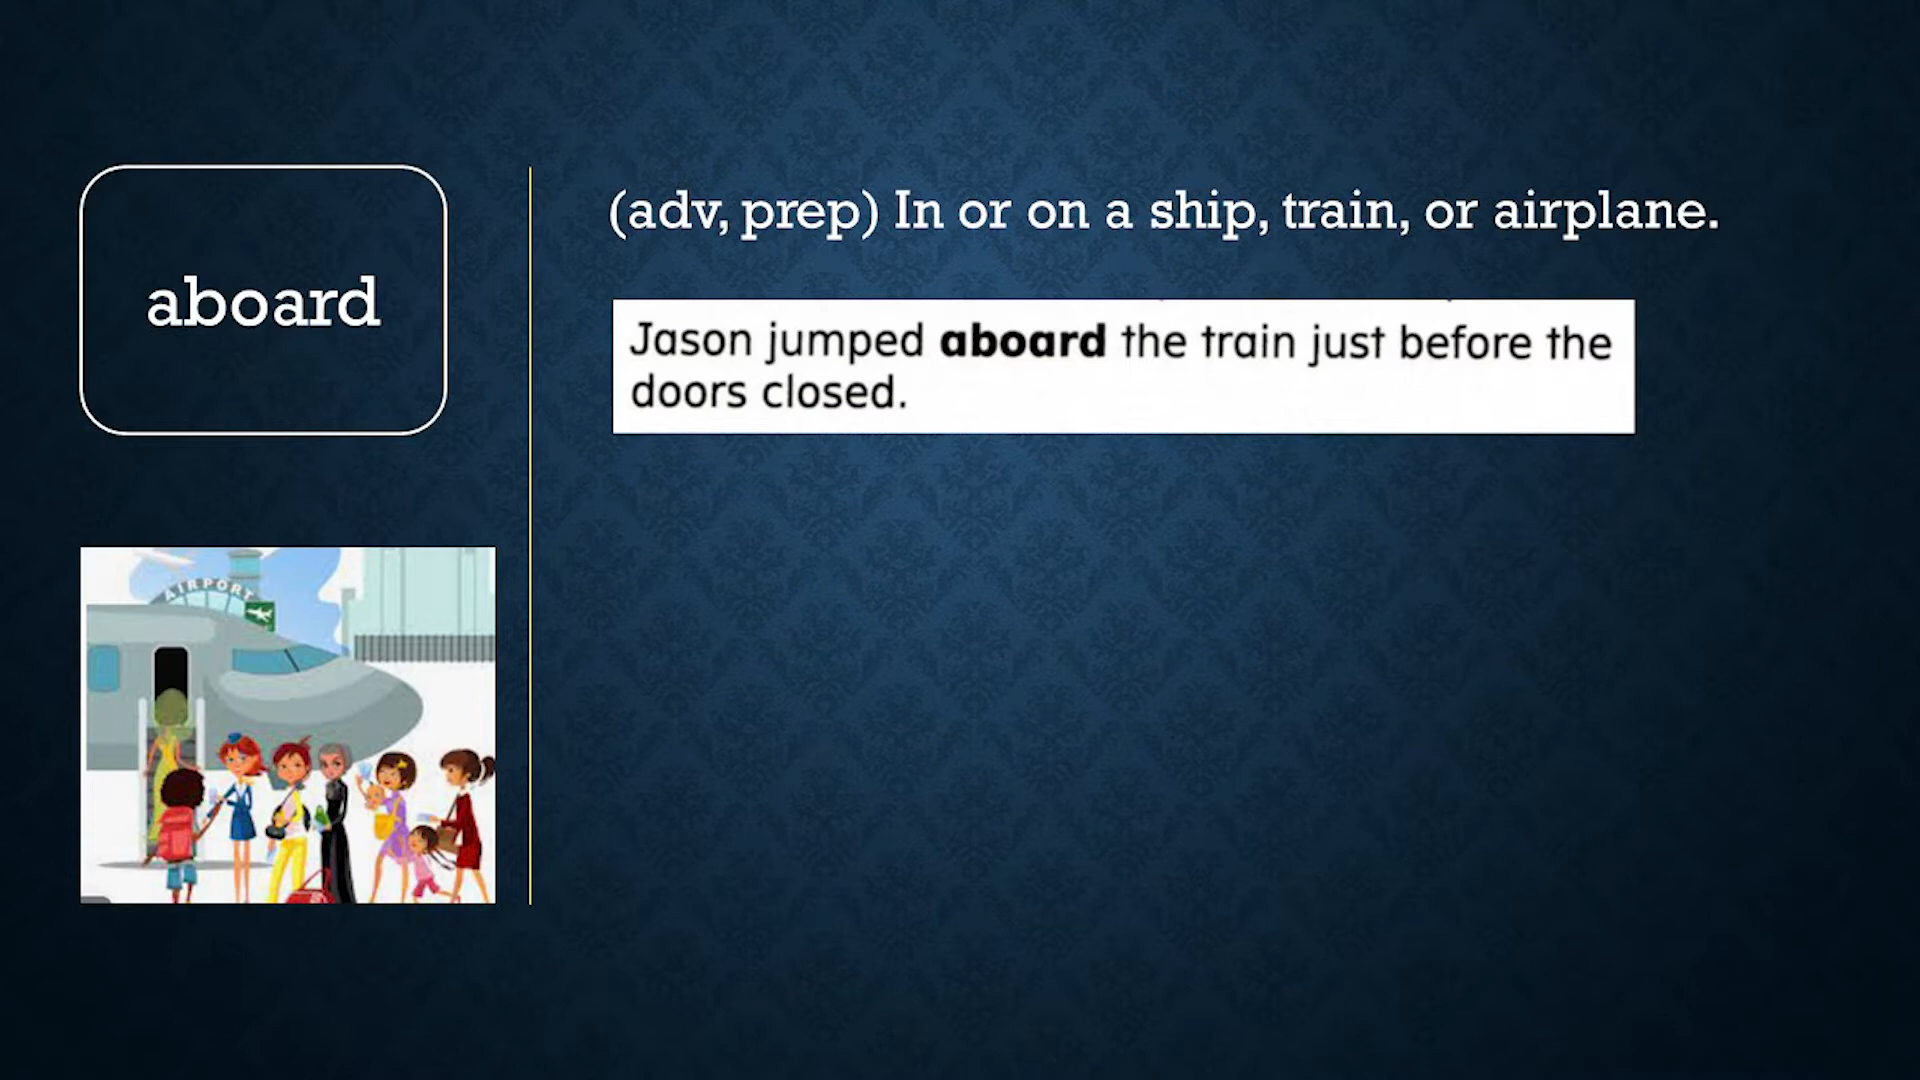 aboard
(adv, prep) In or on a ship, train, or airplane.
Jason jumped aboard the train just before the
doors closed.
AIRPORT